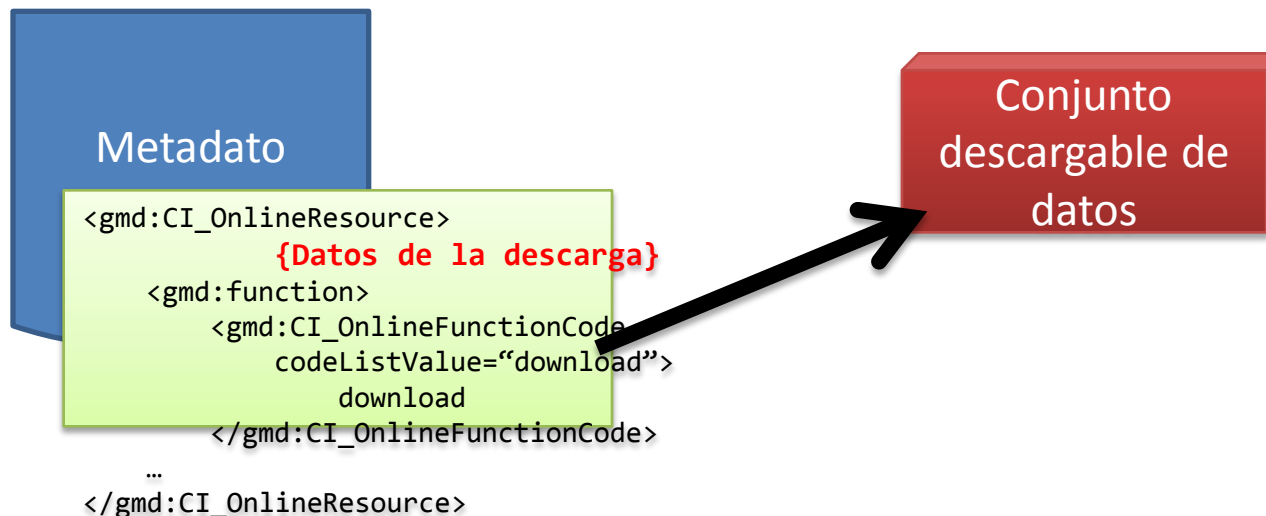 Metadato
<gmd:CI_OnlineResource>
{Datos de la descarga}
<gmd:function>
<gmd:CI_OnlineFunctionCode
codeListValue=“download”>
download
</gmd:CI_OnlineFunctionCode>
…
</gmd:CI_OnlineResource>
Conjunto
descargable de
datos